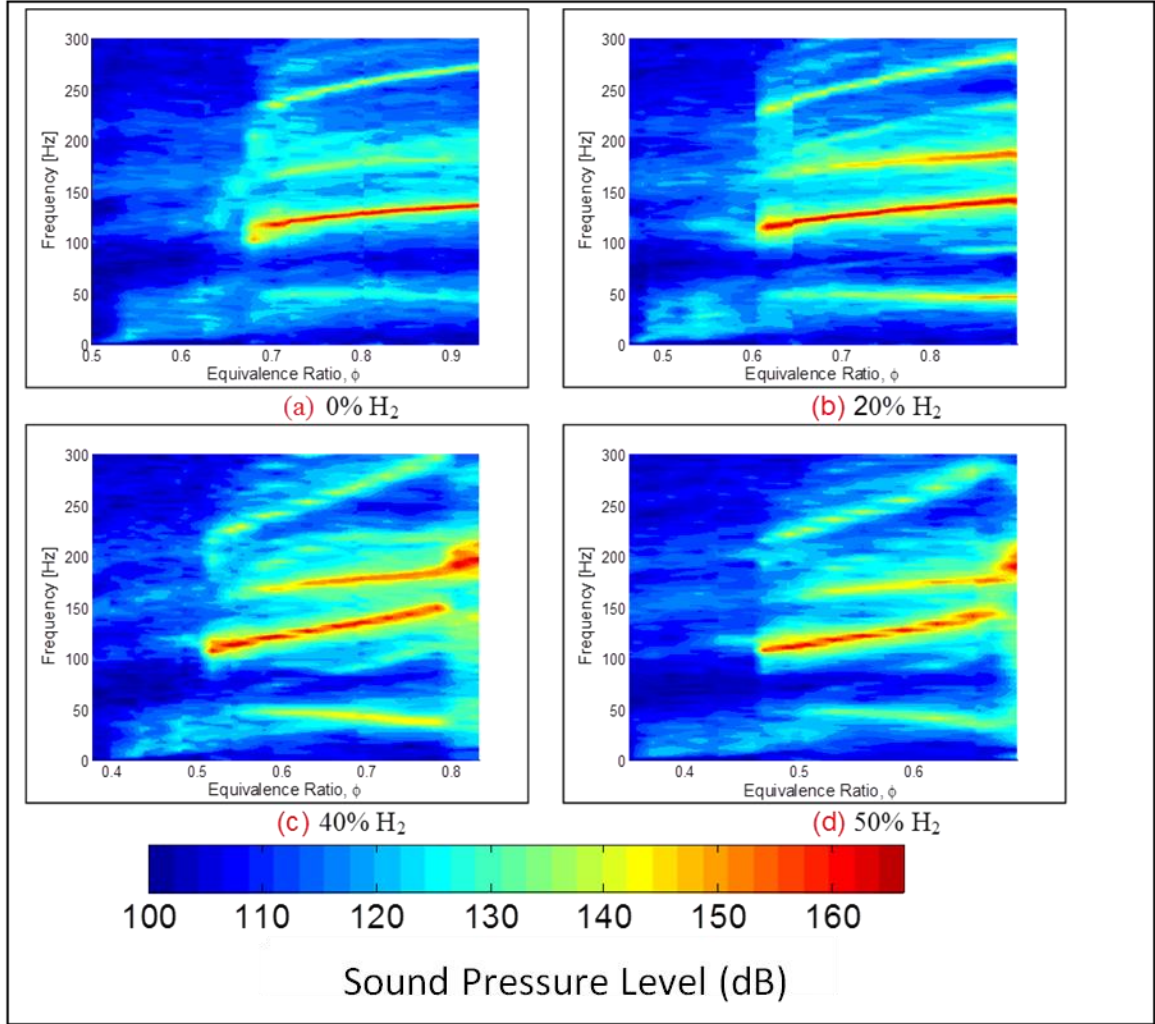 300
250
200
150
100
50
0
Frequency [Hz]
0.5 0.6 0.7 0.8 0.9
Equivalence Ratio, ϕ
(a) 0% H₂
300
250
200
150
100
50
0
Frequency [Hz]
0.5 0.6 0.7 0.8
Equivalence Ratio, ϕ
(b) 20% H₂
300
250
200
150
100
50
0
Frequency [Hz]
0.4 0.5 0.6 0.7 0.8
Equivalence Ratio, ϕ
(c) 40% H₂
300
250
200
150
100
50
0
Frequency [Hz]
0.4 0.5 0.6
Equivalence Ratio, ϕ
(d) 50% H₂
100 110 120 130 140 150 160
Sound Pressure Level (dB)